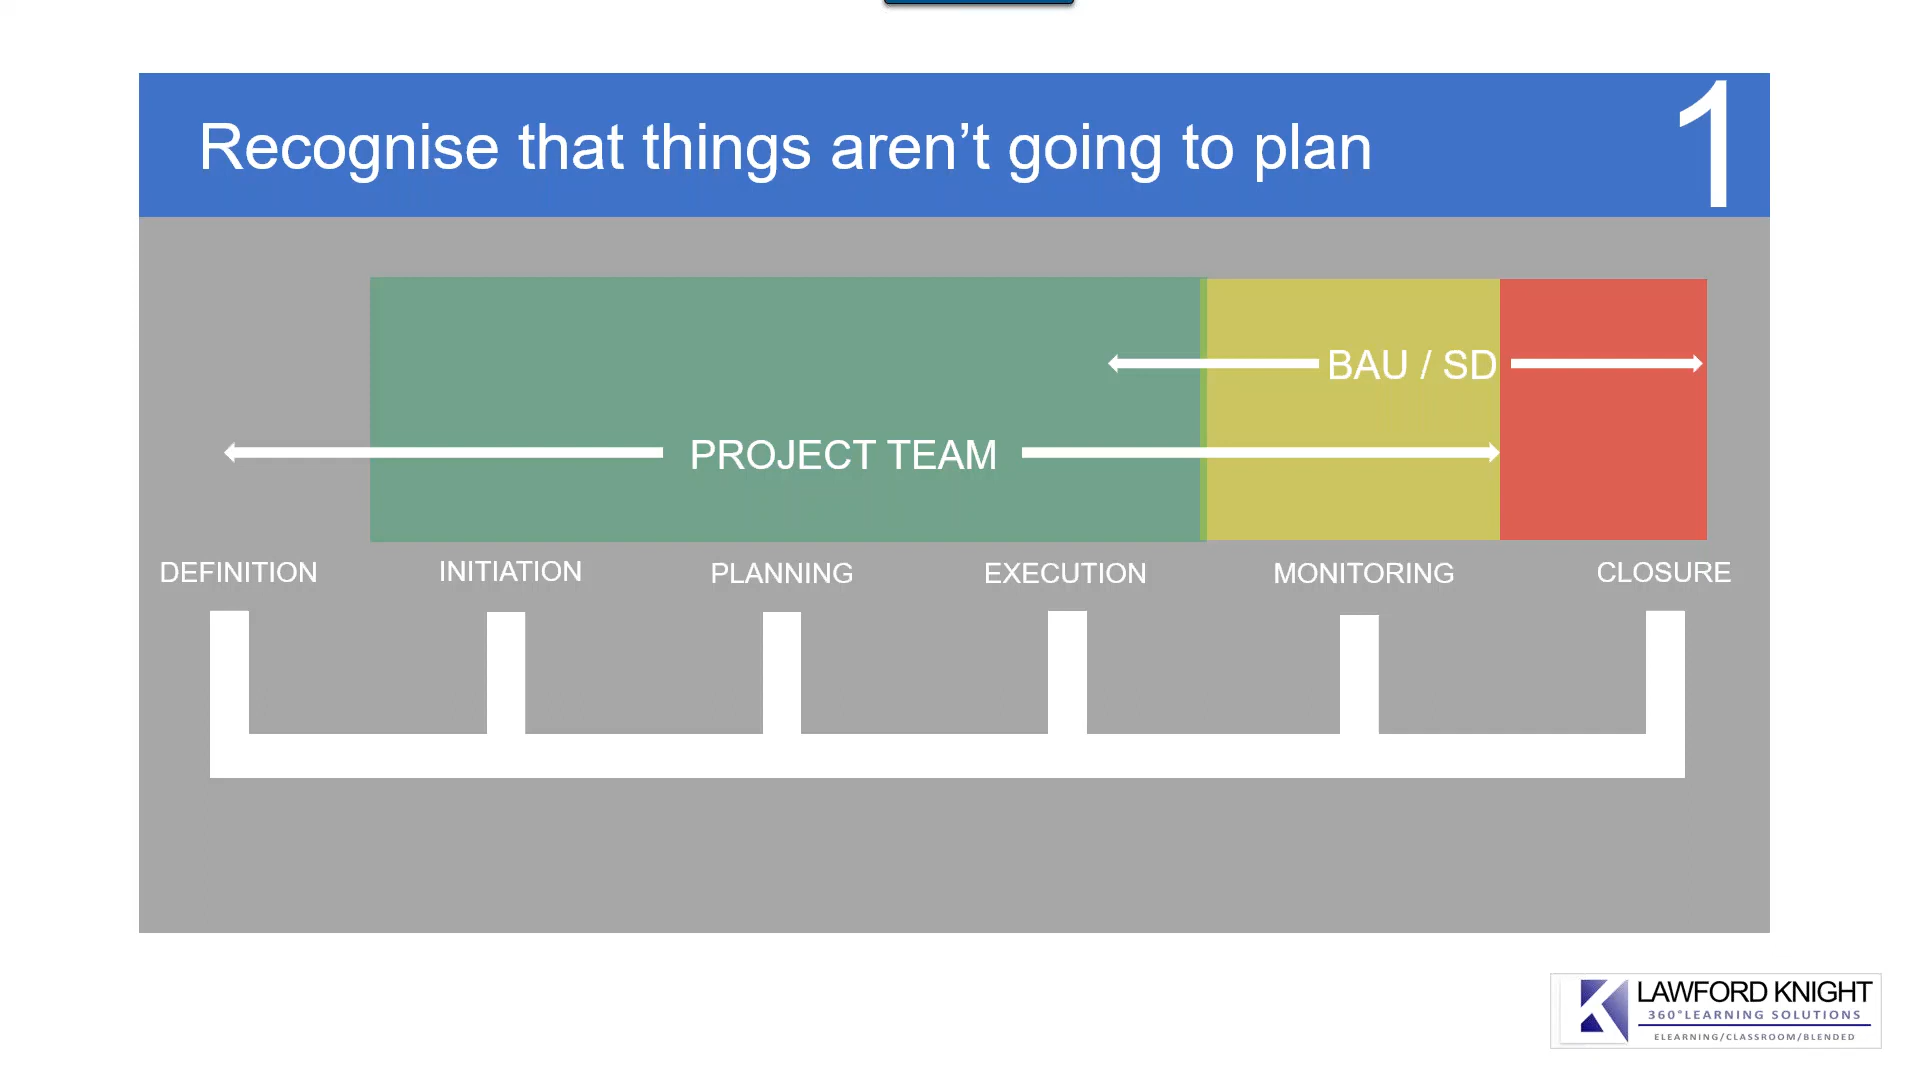 Recognise that things aren’t going to plan
1
BAU / SD
PROJECT TEAM
DEFINITION
INITIATION
PLANNING
EXECUTION
MONITORING
CLOSURE
LAWFORD KNIGHT
360°LEARNING SOLUTIONS
ELEARNING/CLASSROOM/BLENDED